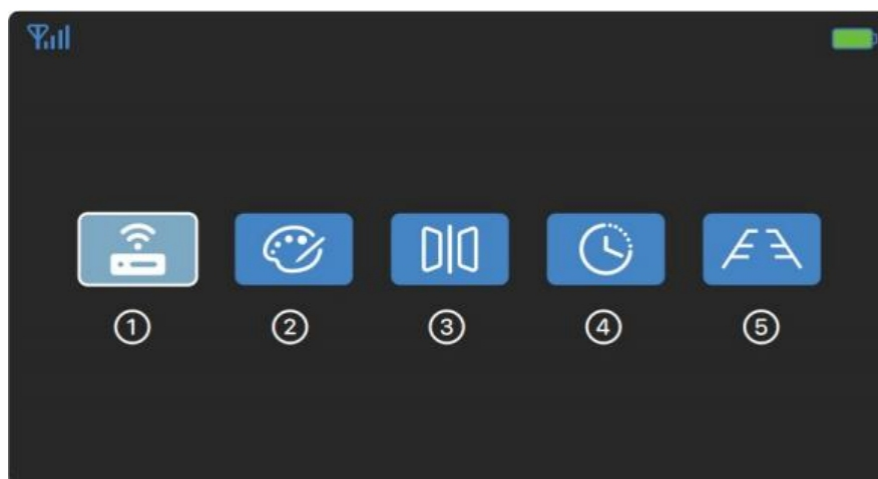 ① ② ③ ④ ⑤